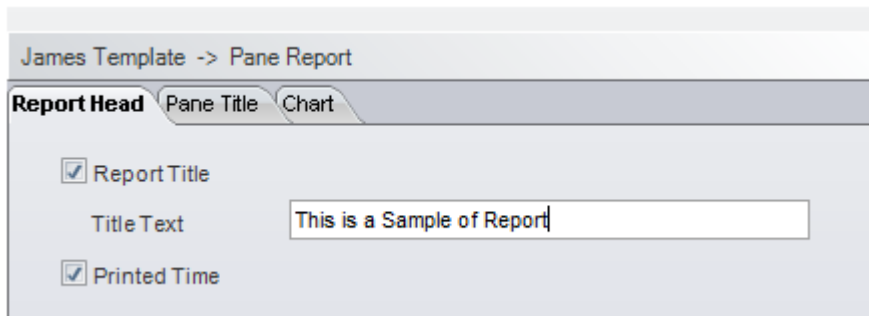 James Template -> Pane Report
Report Head Pane Title Chart
Report Title
Title Text This is a Sample of Report
Printed Time